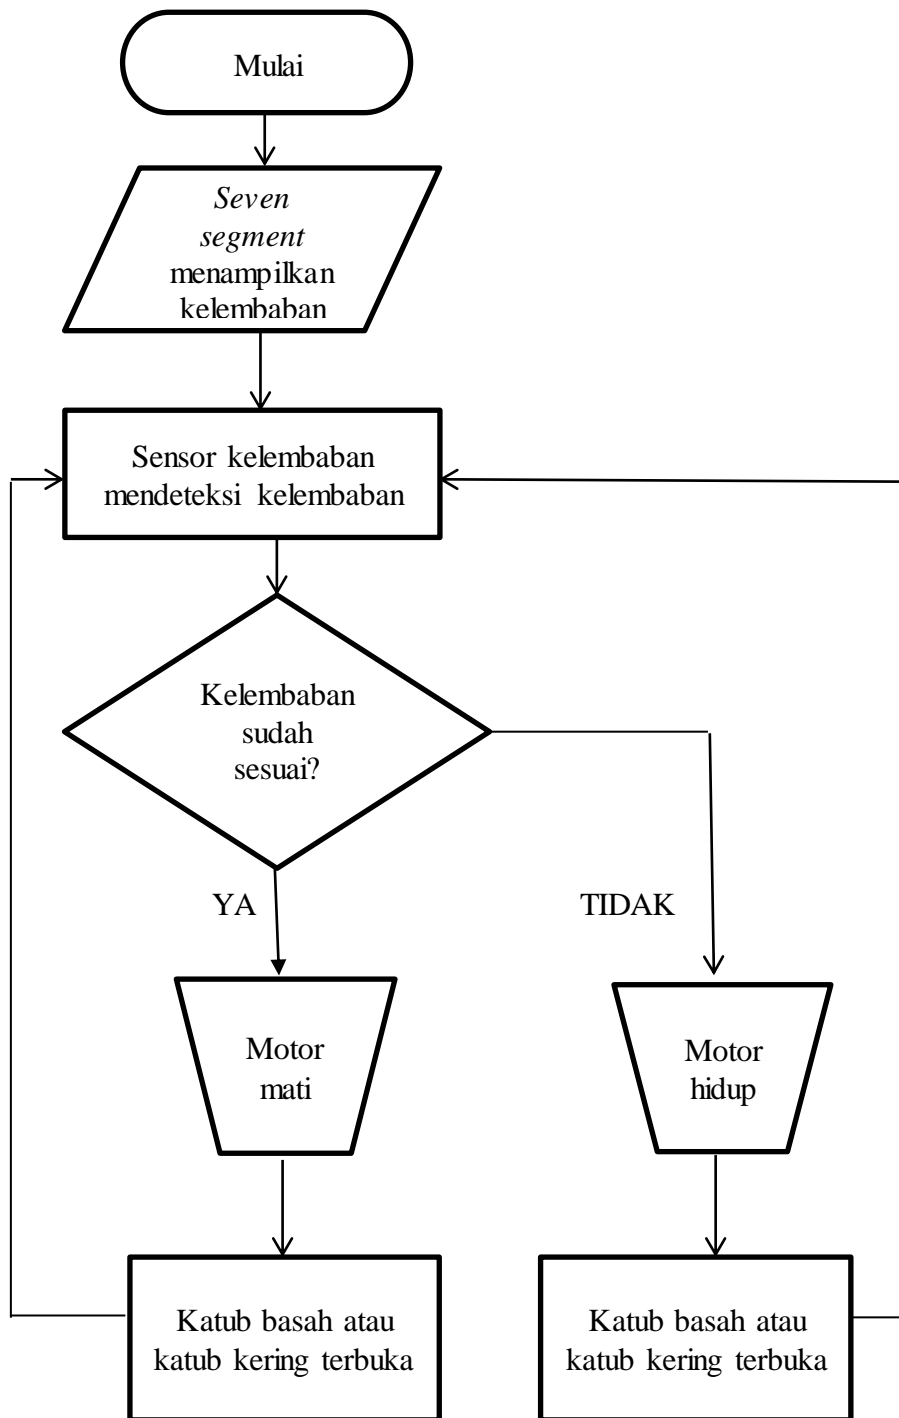 Mulai
Seven
segment
menampilkan
kelembaban
Sensor kelembaban
mendeteksi kelembaban
Kelembaban
sudah
sesuai?
YA
TIDAK
Motor
mati
Motor
hidup
Katub basah atau
katub kering terbuka
Katub basah atau
katub kering terbuka